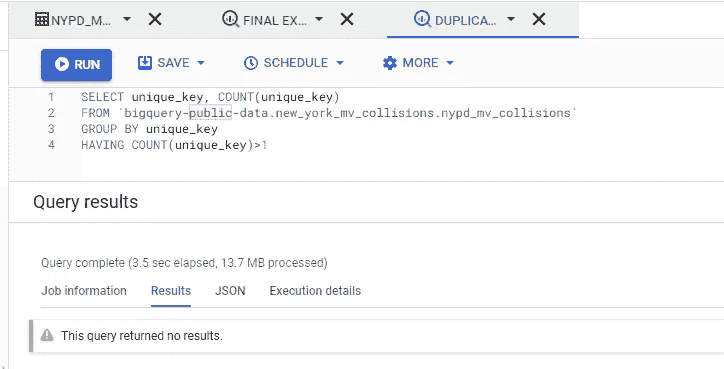 NYPD_M...
FINAL EX...
DUPLICA...
RUN
SAVE
SCHEDULE
MORE
1 SELECT unique_key, COUNT(unique_key)
2 FROM `bigquery-public-data.new_york_mv_collisions.nypd_mv_collisions`
3 GROUP BY unique_key
4 HAVING COUNT(unique_key)>1
Query results
Query complete (3.5 sec elapsed, 13.7 MB processed)
Job information Results JSON Execution details
This query returned no results.